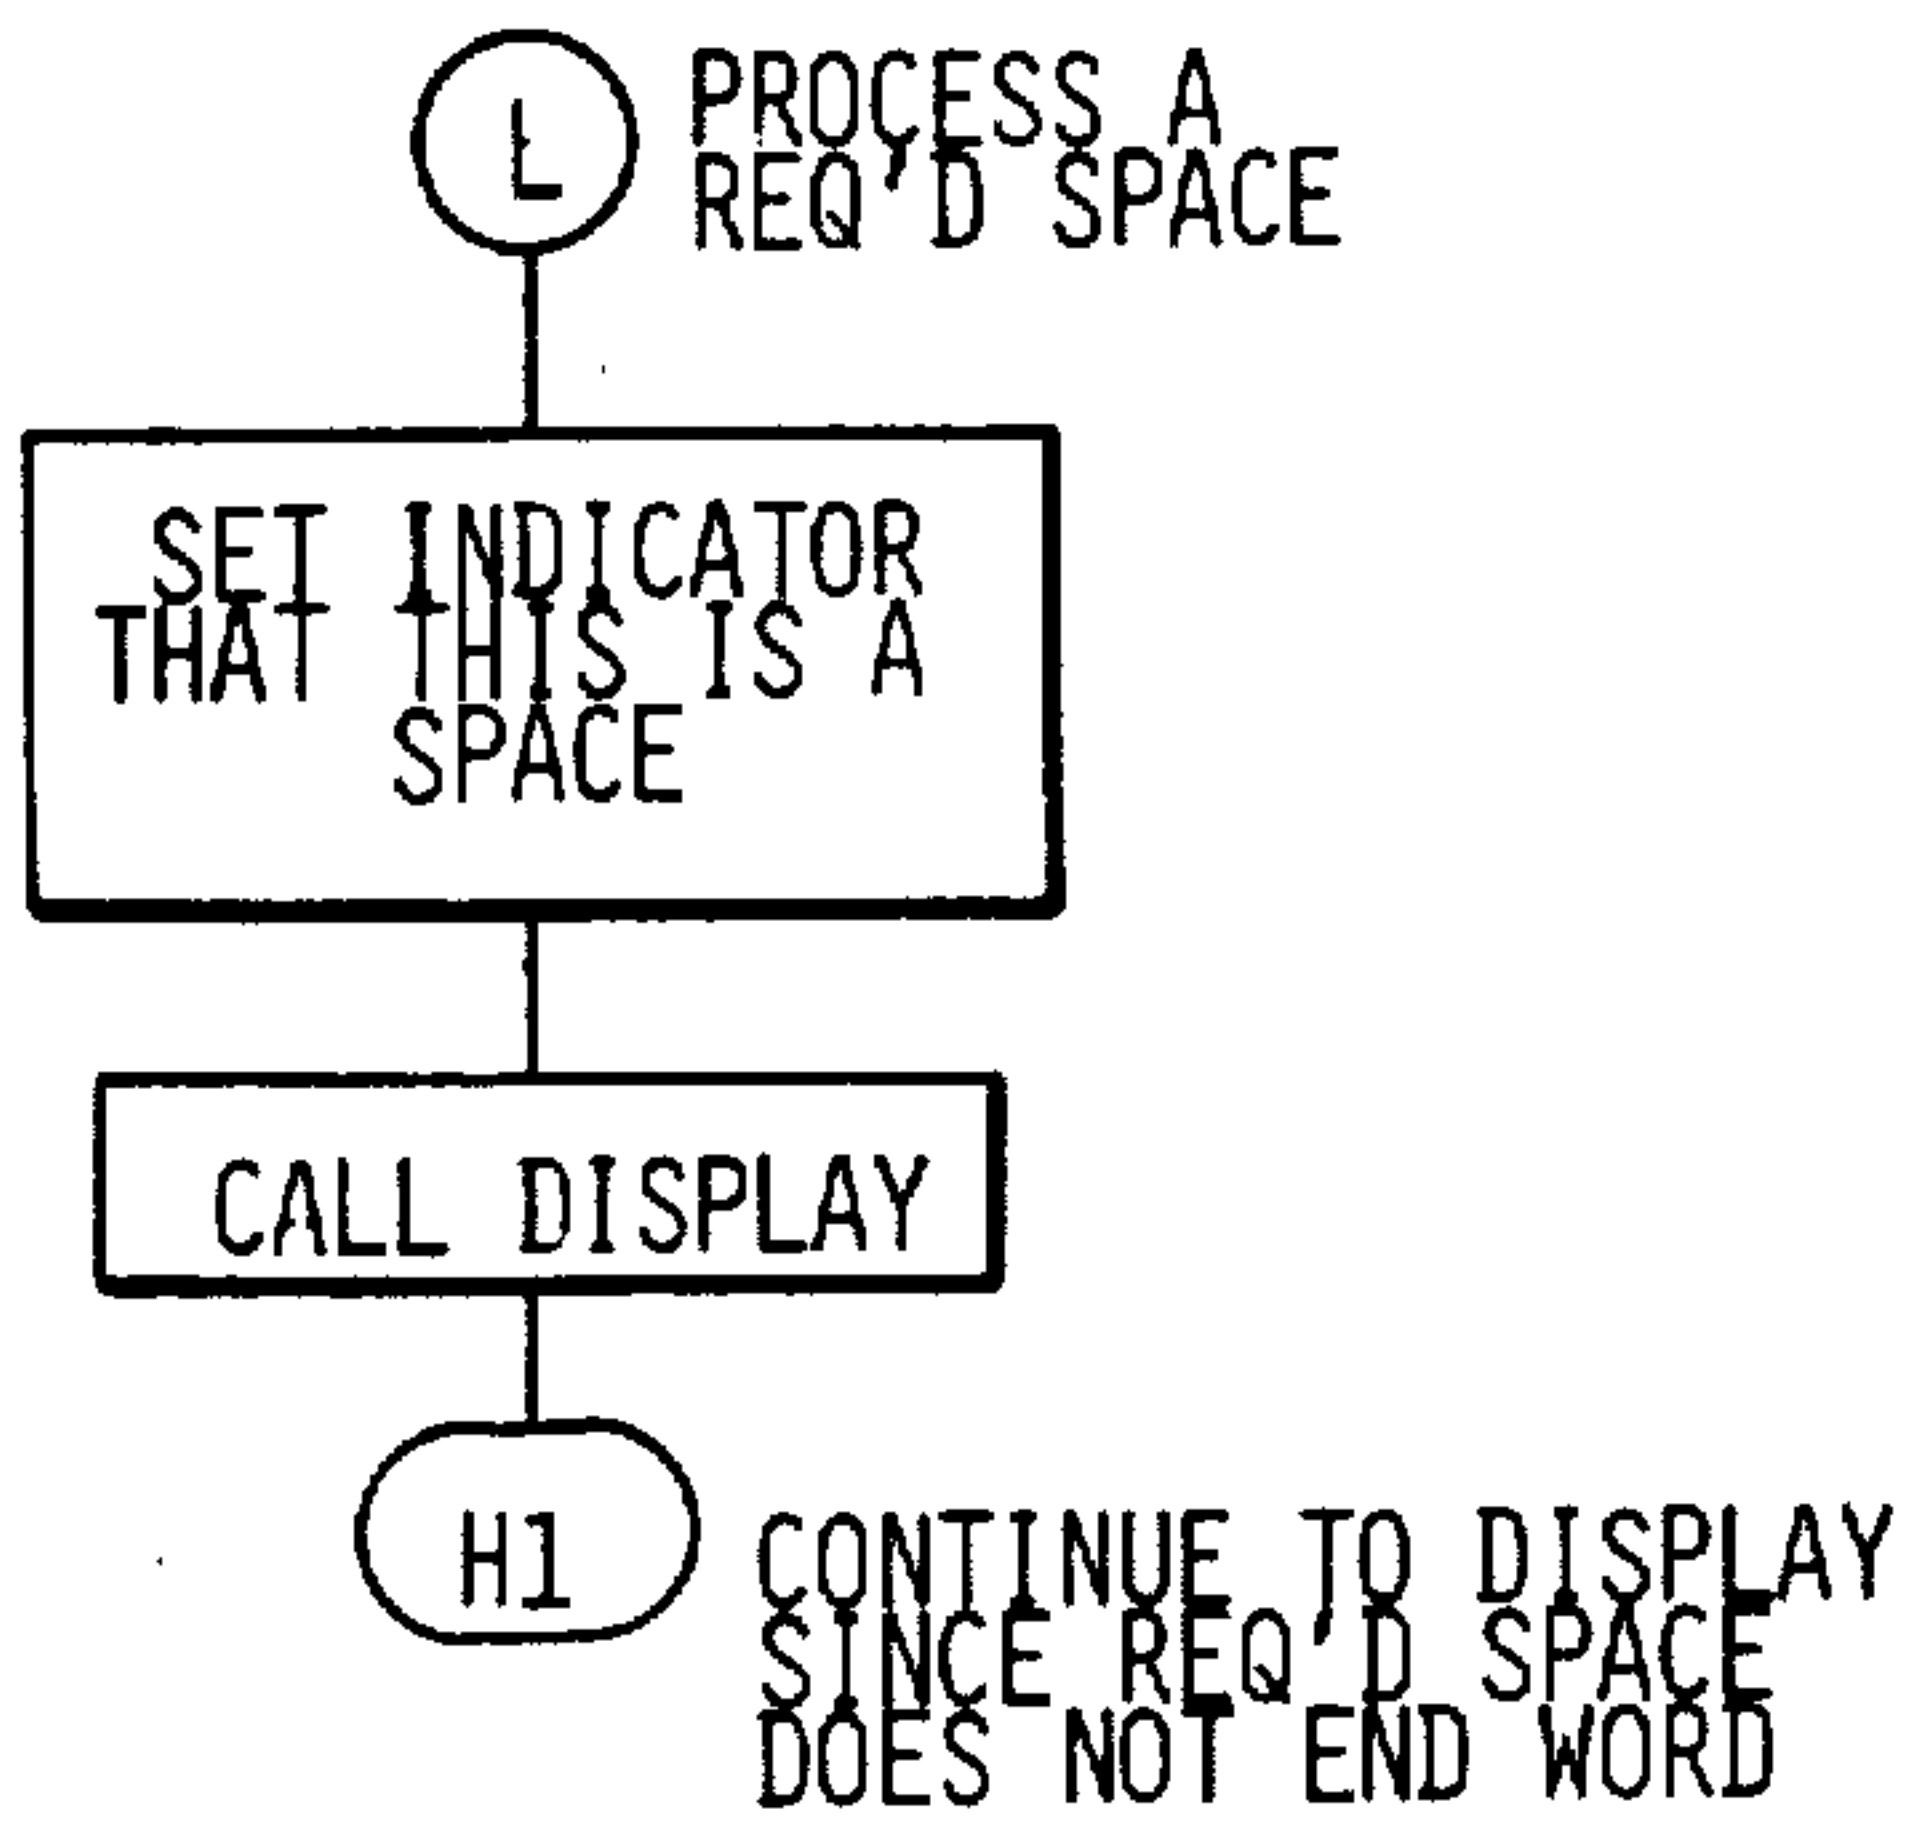 L
PROCESS A
REQ'D SPACE
SET INDICATOR
THAT THIS IS A
SPACE
CALL DISPLAY
H1
CONTINUE TO DISPLAY
SINCE REQ'D SPACE
DOES NOT END WORD